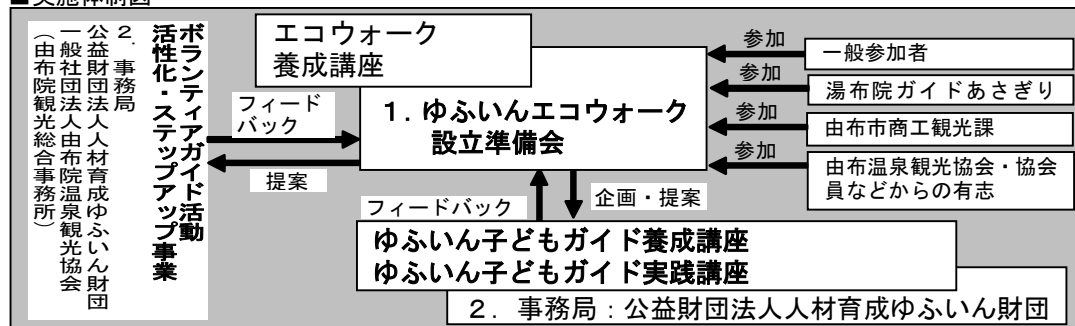 ■実施体制図
ボランティアガイド活動
活性化・ステップアップ事業
2．事務局
公益財団法人人材育成ゆふいん財団
一般社団法人由布院温泉観光協会
（由布院観光総合事務所）
エコウォーク
養成講座
フィード
バック
提案
1．ゆふいんエコウォーク
設立準備会
参加
一般参加者
参加
湯布院ガイドあさぎり
参加
由布市商工観光課
参加
由布温泉観光協会・協会
員などからの有志
フィードバック
企画・提案
ゆふいん子どもガイド養成講座
ゆふいん子どもガイド実践講座
2．事務局：公益財団法人人材育成ゆふいん財団